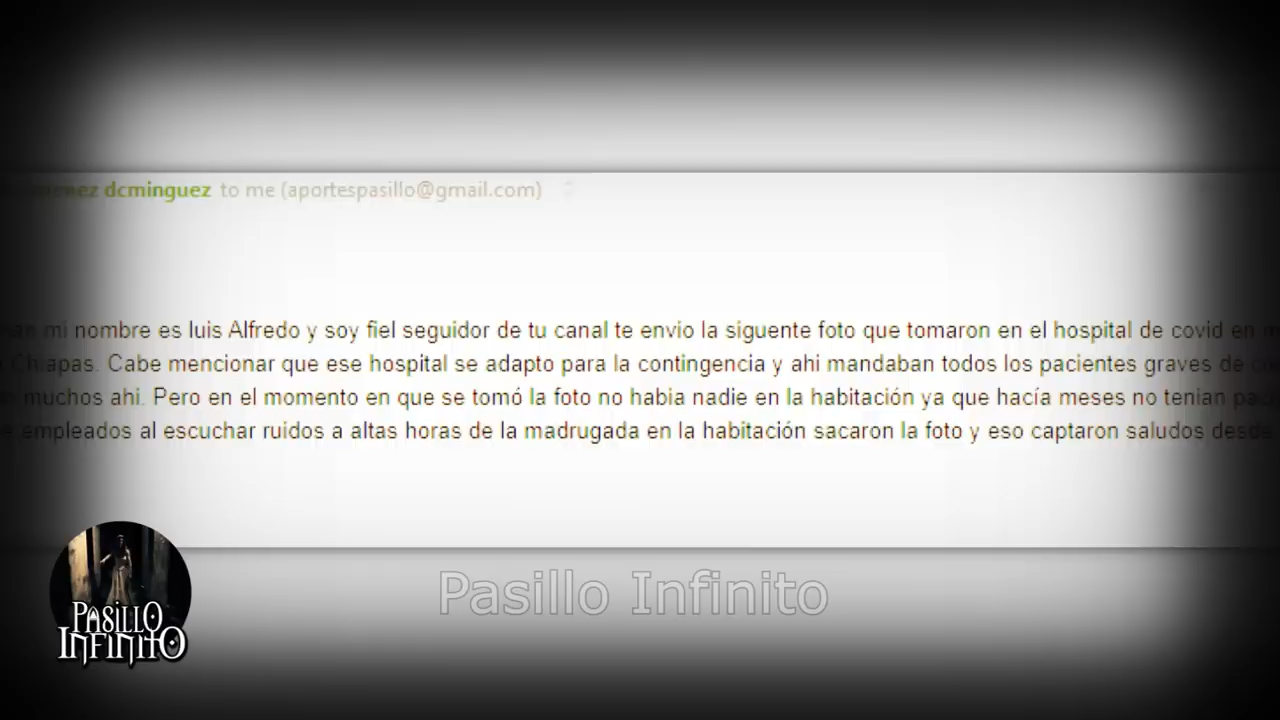 dcminguez to me (aportespasillo@gmail.com)
mi nombre es luis Alfredo y soy fiel seguidor de tu canal te envio la siguente foto que tomaron en el hospital de covid en
Chiapas. Cabe mencionar que ese hospital se adapto para la contingencia y ahi mandaban todos los pacientes graves de
muchos ahi. Pero en el momento en que se tomó la foto no habia nadie en la habitación ya que hacía meses no tenian
empleados al escuchar ruidos a altas horas de la madrugada en la habitación sacaron la foto y eso captaron saludos desde
PASILLO
INFINITO
Pasillo Infinito